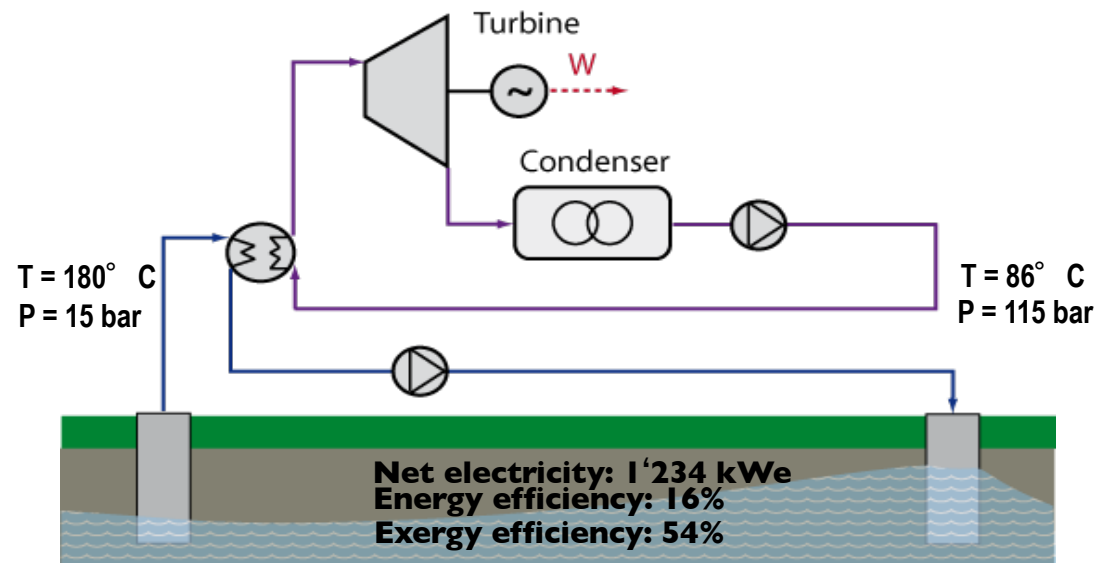 Turbine
W
~
Condenser
T = 180° C
P = 15 bar
T = 86° C
P = 115 bar
Net electricity: 1‘234 kWe
Energy efficiency: 16%
Exergy efficiency: 54%